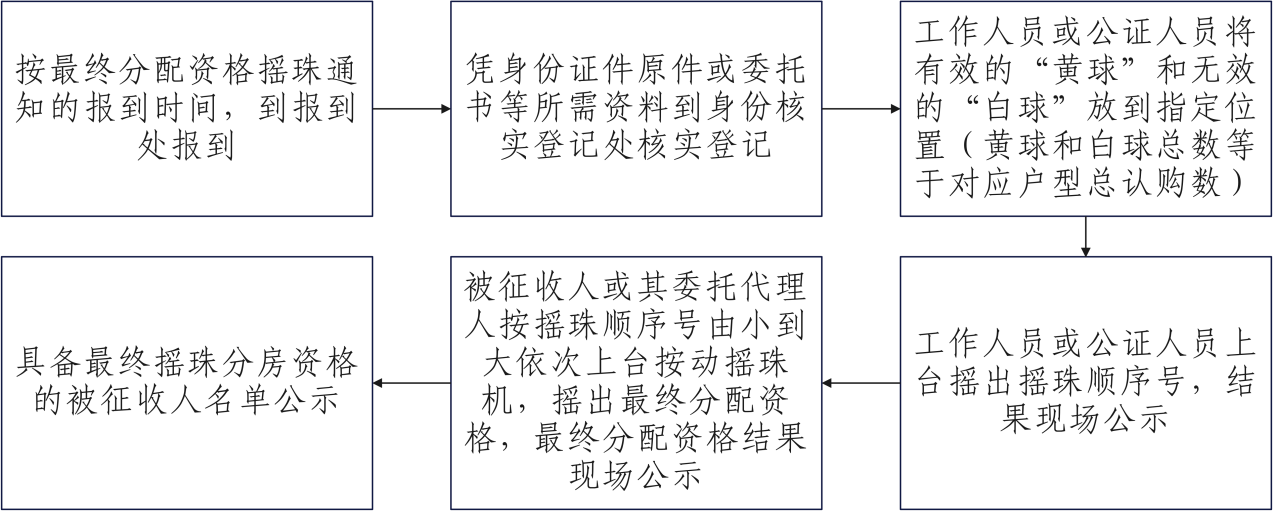 按最终分配资格摇珠通
知的报到时间，到报到
处报到
凭身份证件原件或委托
书等所需资料到身份核
实登记处核实登记
工作人员或公证人员将
有效的“黄球”和无效
的“白球”放到指定位
置（黄球和白球总数等
于对应户型总认购数）
工作人员或公证人员上
台摇出摇珠顺序号，结
果现场公示
被征收人或其委托代理
人按摇珠顺序号由小到
大依次上台按动摇珠
机，摇出最终分配资
格，最终分配资格结果
现场公示
具备最终摇珠分房资格
的被征收人名单公示